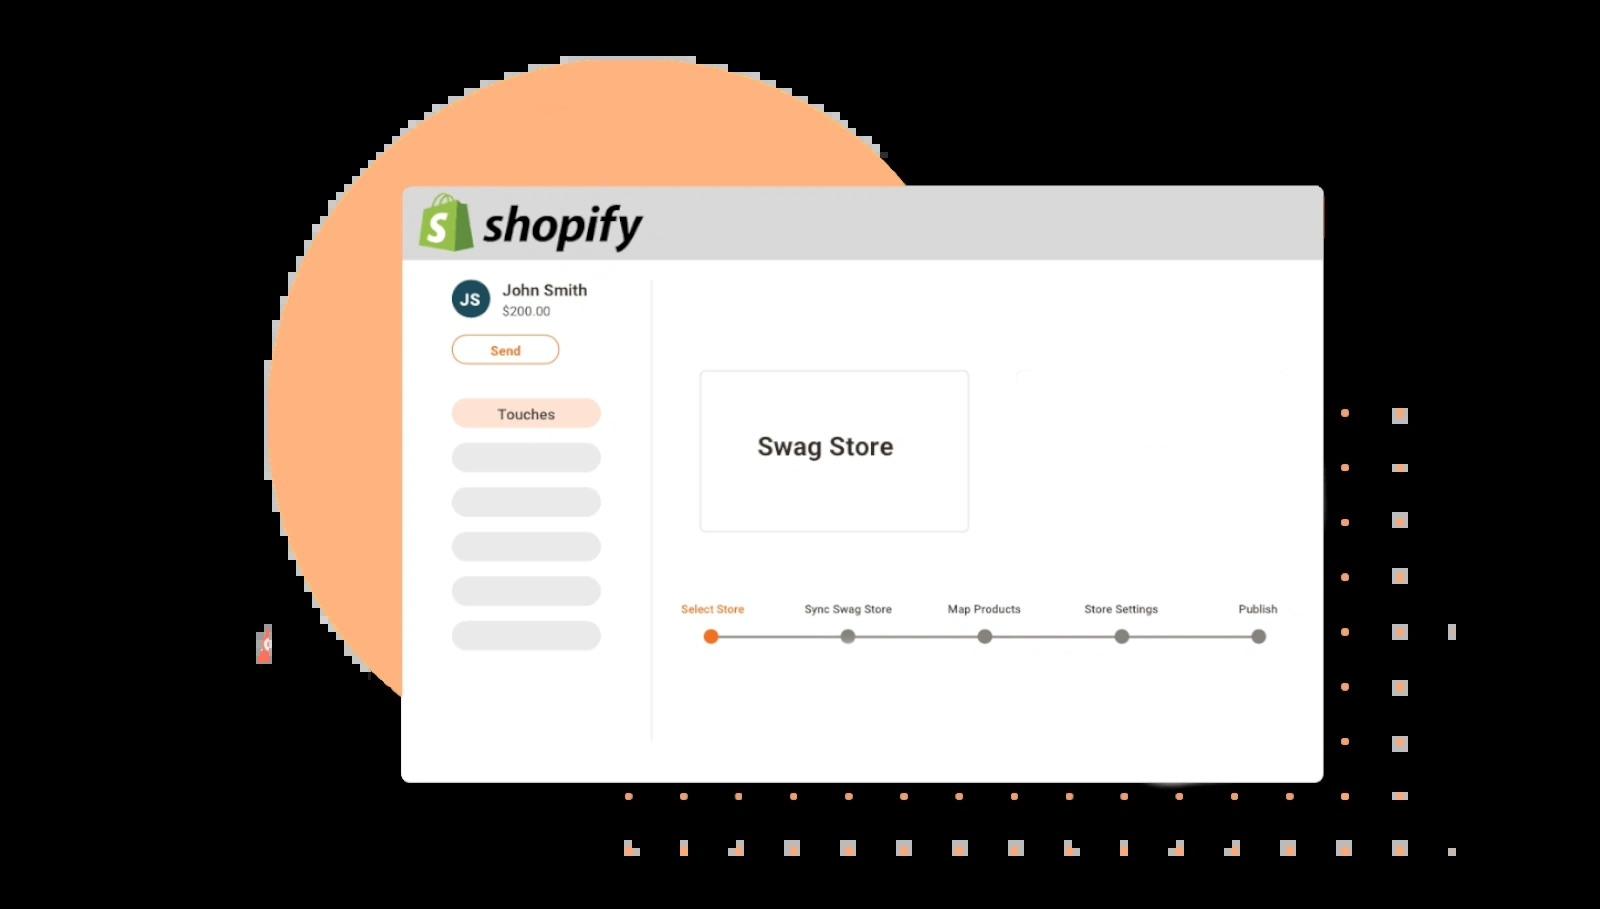 shopify
JS
John Smith
$200.00
Send
Touches
Swag Store
Select Store
Sync Swag Store
Map Products
Store Settings
Publish